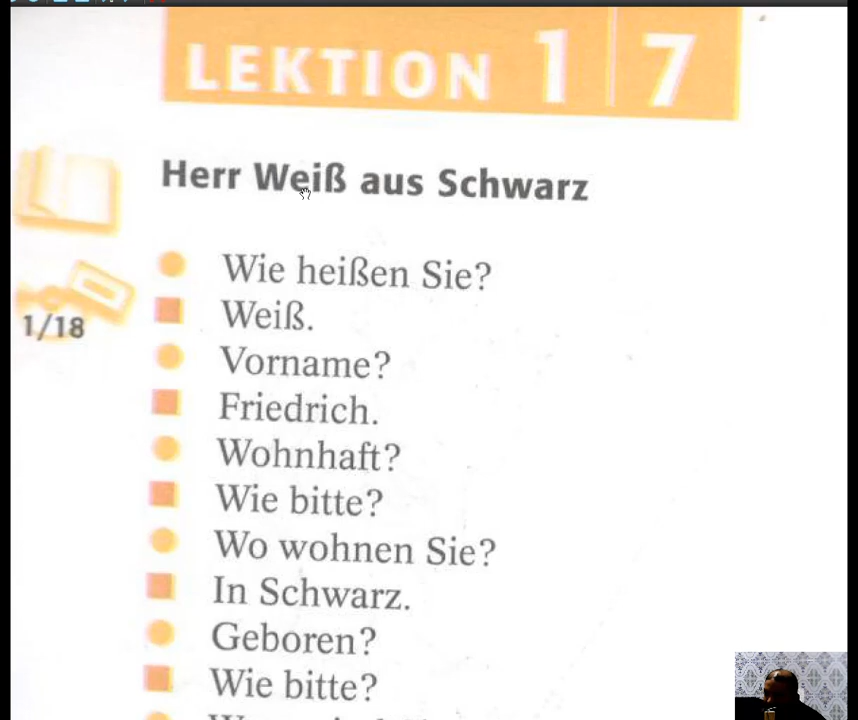 LEKTION 1 7
Herr Weiß aus Schwarz
1/18
Wie heißen Sie?
Weiß.
Vorname?
Friedrich.
Wohnhaft?
Wie bitte?
Wo wohnen Sie?
In Schwarz.
Geboren?
Wie bitte?